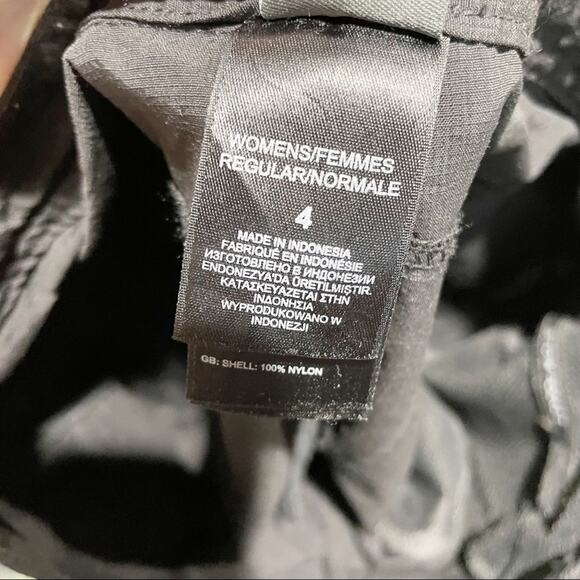 WOMENS/FEMMES
REGULAR/NORMALE
4
MADE IN INDONESIA
FABRIQUÉ EN INDONÉSIE
ИЗГОТОВЛЕНО В ИНДОНЕЗИИ
ENDONEZYA'DA ÜRETILMISTIR.
ΚΑΤΑΣΚΕΥΑΖΕΤΑΙ ΣΤΗΝ
ΙΝΔΟΝΗΣΙΑ
WYPRODUKOWANO W
INDONEZJI
GB: SHELL: 100% NYLON